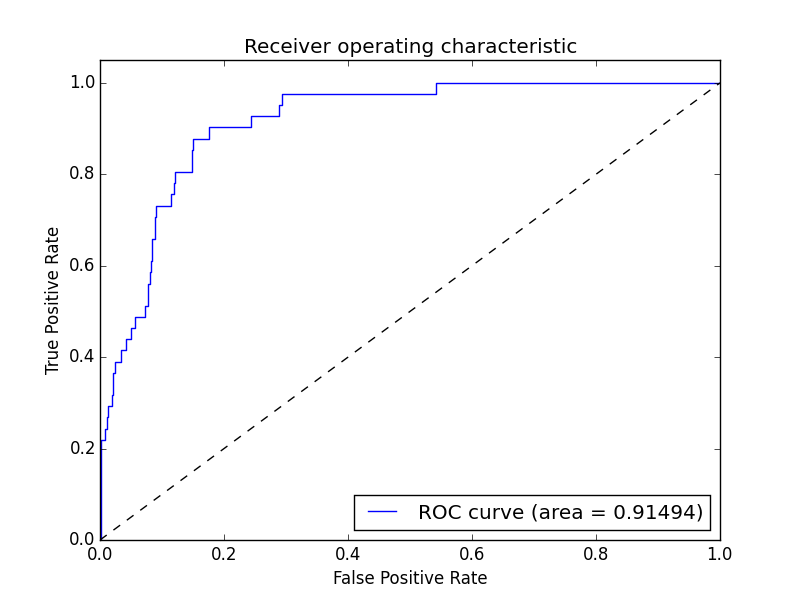 Receiver operating characteristic
True Positive Rate
1.0
0.8
0.6
0.4
0.2
0.0
ROC curve (area = 0.91494)
0.0 0.2 0.4 0.6 0.8 1.0
False Positive Rate